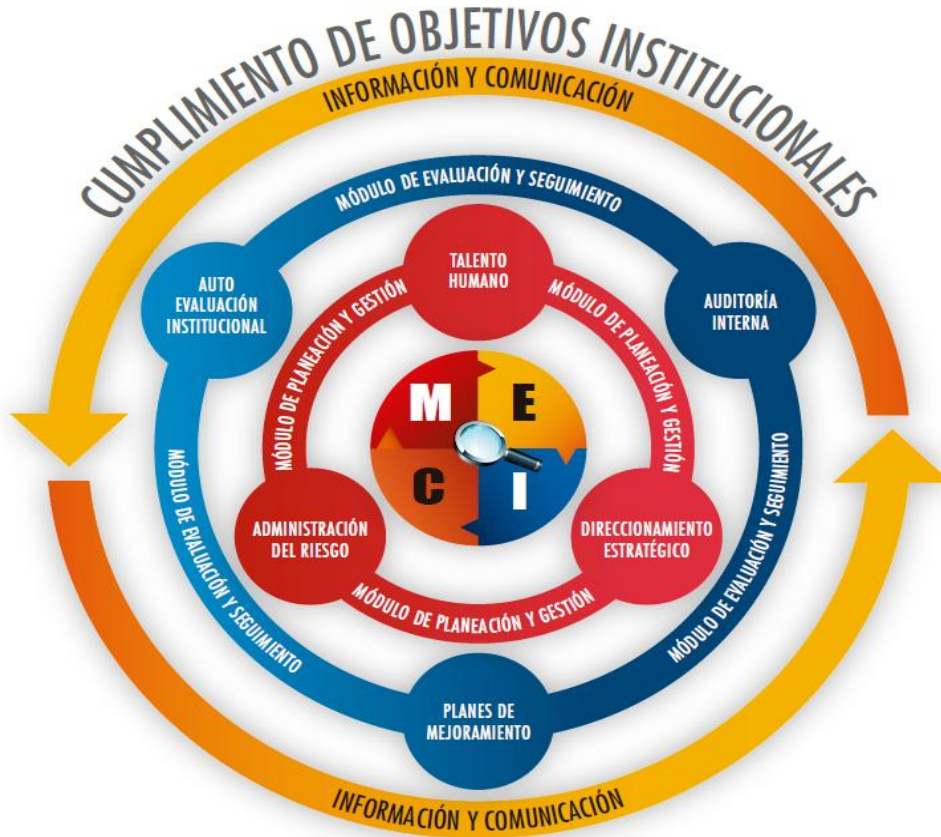 CUMPLIMIENTO DE OBJETIVOS INSTITUCIONALES
INFORMACIÓN Y COMUNICACIÓN
MÓDULO DE EVALUACIÓN Y SEGUIMIENTO
AUTO
EVALUACIÓN
INSTITUCIONAL
TALENTO
HUMANO
AUDITORÍA
INTERNA
MÓDULO DE PLANEACIÓN Y GESTIÓN
MÓDULO DE PLANEACIÓN Y GESTIÓN
M E
C I
ADMINISTRACIÓN
DEL RIESGO
DIRECCIONAMIENTO
ESTRATÉGICO
MÓDULO DE EVALUACIÓN Y SEGUIMIENTO
MÓDULO DE EVALUACIÓN Y SEGUIMIENTO
MÓDULO DE PLANEACIÓN Y GESTIÓN
PLANES DE
MEJORAMIENTO
INFORMACIÓN Y COMUNICACIÓN